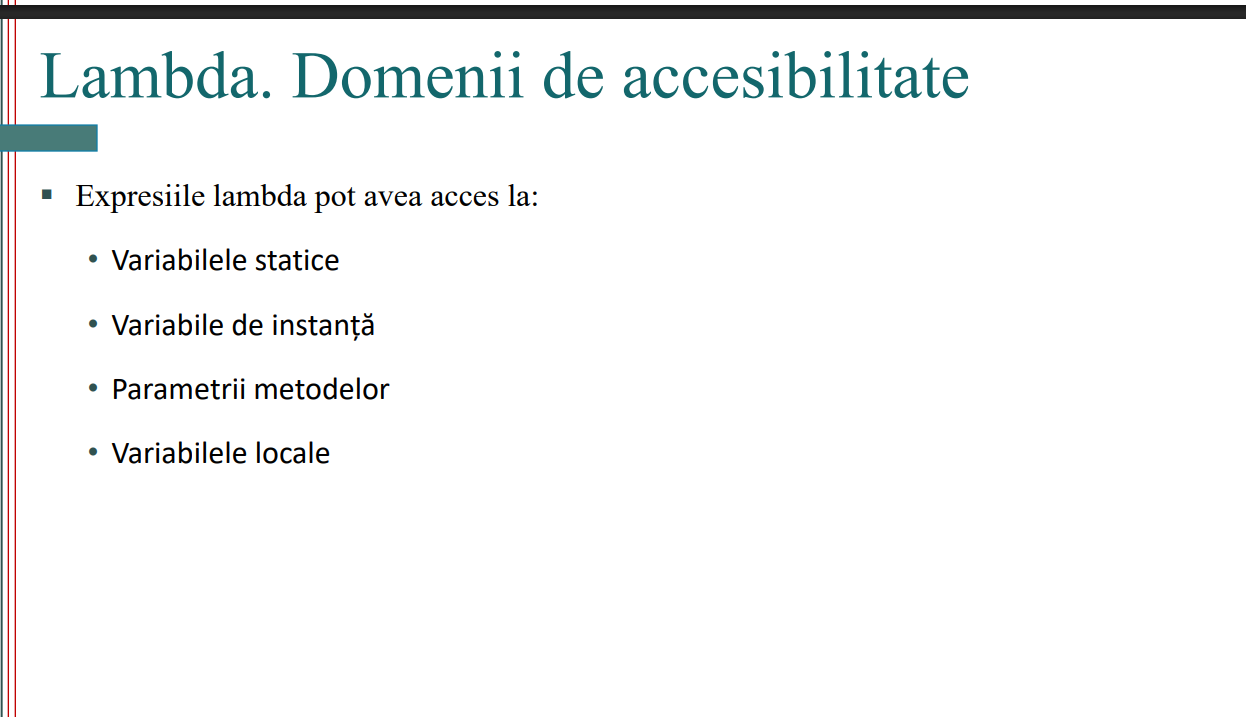 Lambda. Domenii de accesibilitate
▪ Expresiile lambda pot avea acces la:
• Variabilele statice
• Variabile de instanță
• Parametrii metodelor
• Variabilele locale